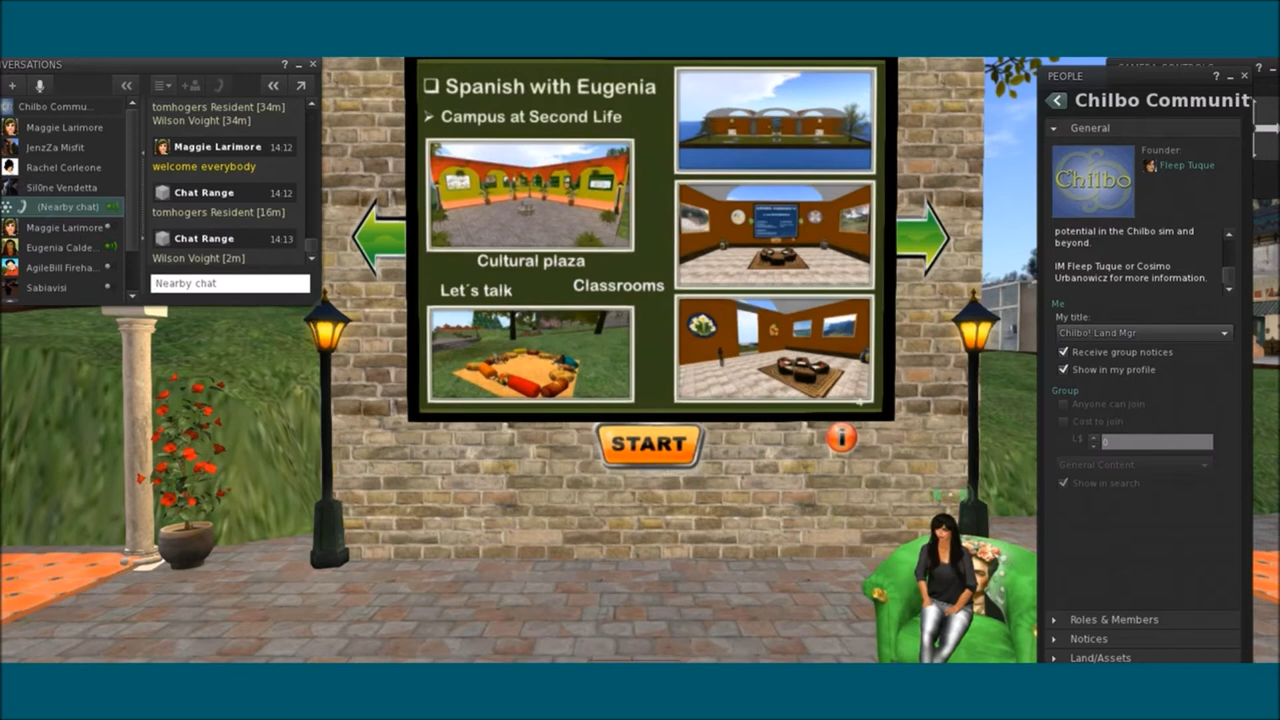 VERSATIONS
Chilbo Commu...
Maggie Larimore
JenzZa Misfit
Rachel Corleone
Sil0ne Vendetta
(Nearby chat)
Maggie Larimore
Eugenia Calde...
AgileBill Fireha...
Sabiavisi
tomhogers Resident [34m]
Wilson Voight [34m]
Maggie Larimore 14:12
welcome everybody
Chat Range 14:12
tomhogers Resident [16m]
Chat Range 14:13
Wilson Voight [2m]
Nearby chat
Spanish with Eugenia
Campus at Second Life
Cultural plaza
Let´s talk
Classrooms
4
START
i
PEOPLE
Chilbo Communit
General
Chilbo
Founder:
Fleep Tuque
potential in the Chilbo sim and
beyond.
IM Fleep Tuque or Cosimo
Urbanowicz for more information.
Me
My title:
Chilbo! Land Mgr
Receive group notices
Show in my profile
Group
Anyone can join
Cost to join
L$ 0
General Content
Show in search
Roles & Members
Notices
Land/Assets